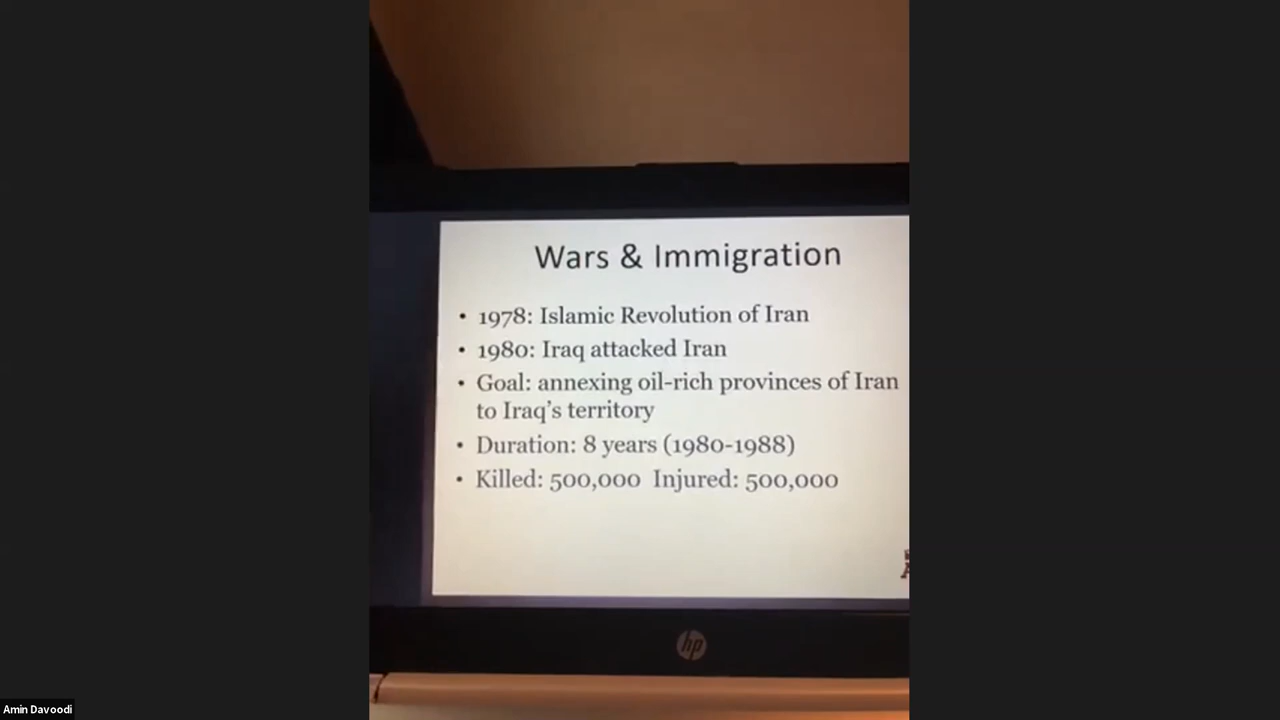 Wars & Immigration
• 1978: Islamic Revolution of Iran
• 1980: Iraq attacked Iran
• Goal: annexing oil-rich provinces of Iran
to Iraq's territory
• Duration: 8 years (1980-1988)
• Killed: 500,000  Injured: 500,000
hp
Amin Davoodi